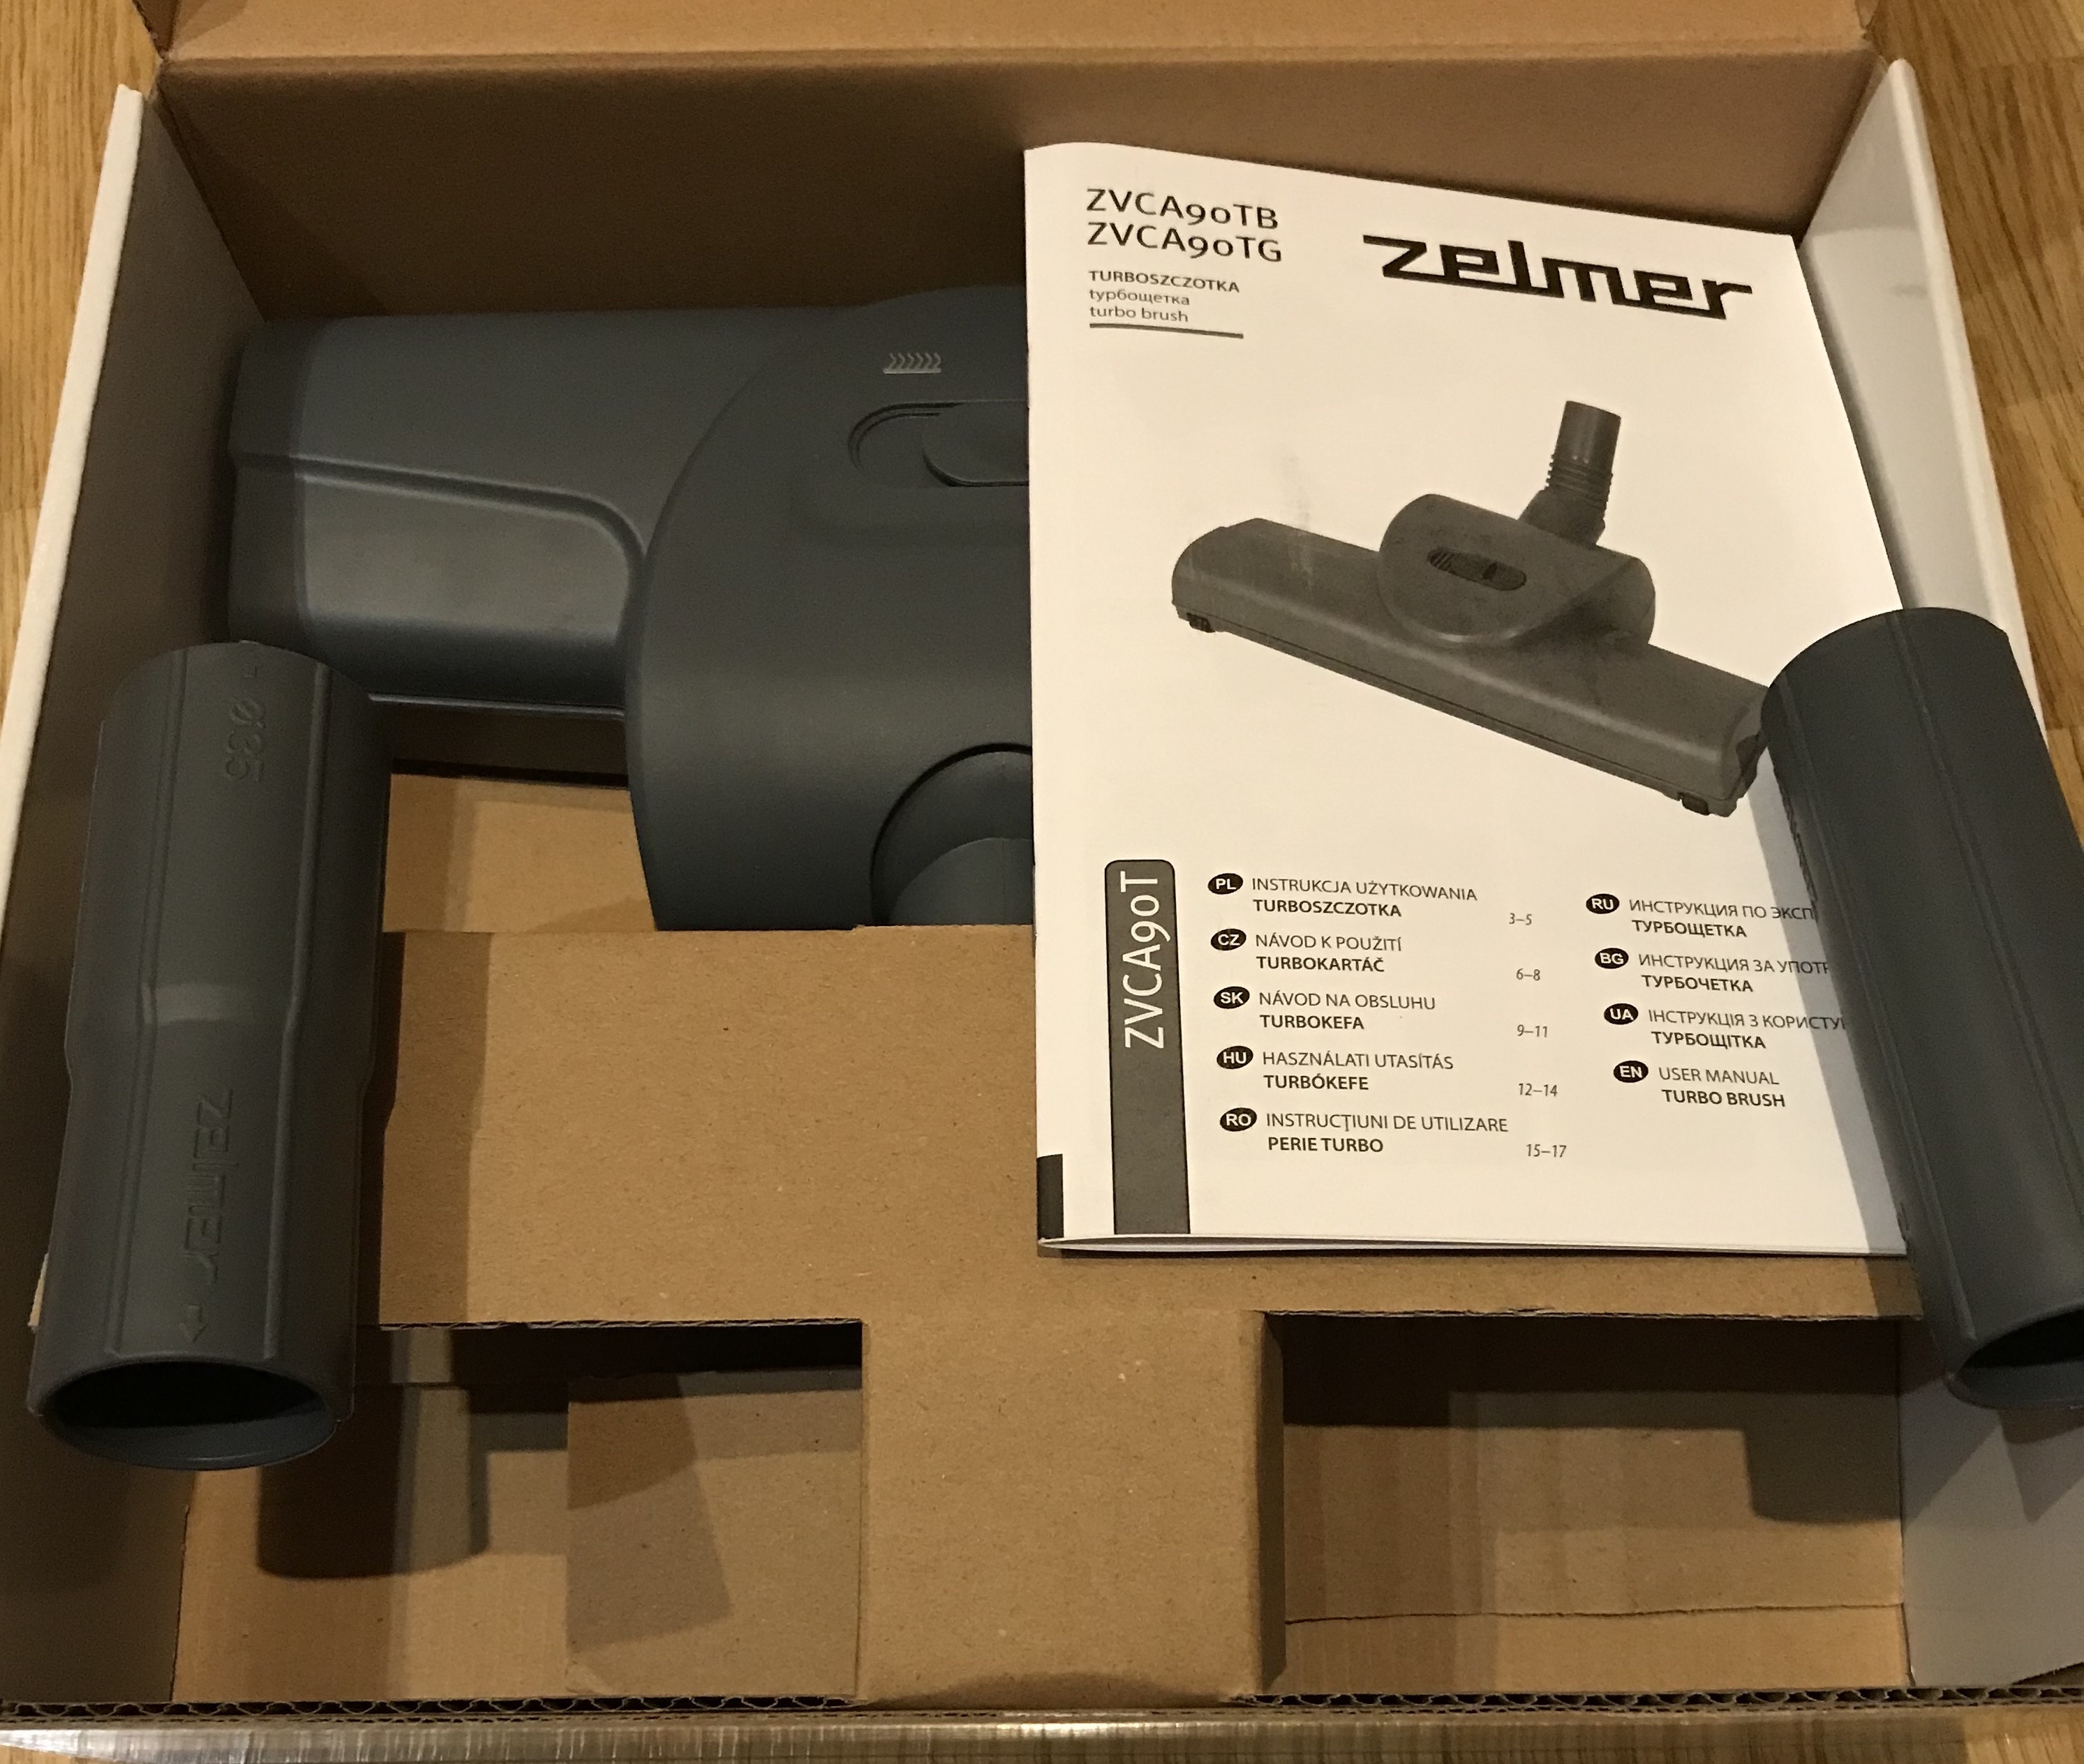 ZVCA90TB
ZVCA90TG
zelmer
TURBOSZCZOTKA
турбощетка
turbo brush
ZVCA90T
PL INSTRUKCJA UŻYTKOWANIA
TURBOSZCZOTKA 3–5
CZ NÁVOD K POUŽITÍ
TURBOKARTÁČ 6–8
SK NÁVOD NA OBSLUHU
TURBOKEFA 9–11
HU HASZNÁLATI UTASÍTÁS
TURBÓKEFE 12–14
RO INSTRUCŢIUNI DE UTILIZARE
PERIE TURBO 15–17
RU ИНСТРУКЦИЯ ПО
ТУРБОЩЕТКА
BG ИНСТРУКЦИЯ ЗА
ТУРБОЧЕТКА
UA ІНСТРУКЦІЯ З
ТУРБОЩІТКА
EN USER MANUAL
TURBO BRUSH
Ø35
zelmer